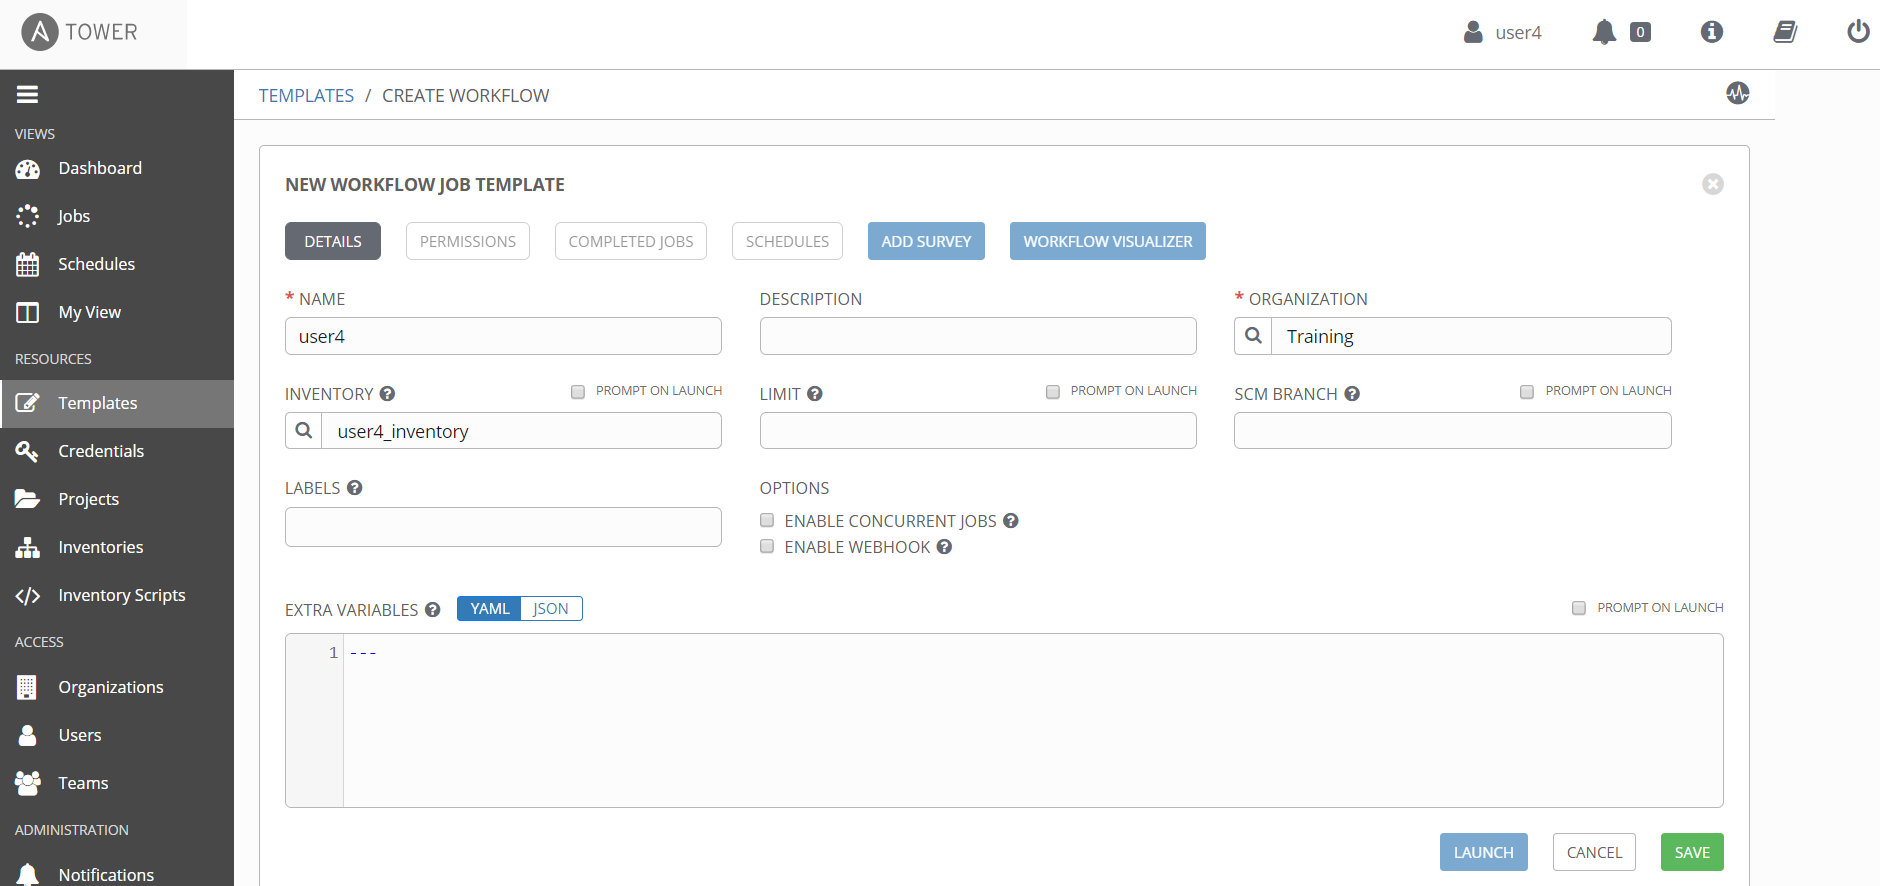 TOWER
user4
0
TEMPLATES / CREATE WORKFLOW
VIEWS
Dashboard
Jobs
Schedules
My View
RESOURCES
Templates
Credentials
Projects
Inventories
Inventory Scripts
ACCESS
Organizations
Users
Teams
ADMINISTRATION
Notifications
NEW WORKFLOW JOB TEMPLATE
DETAILS PERMISSIONS COMPLETED JOBS SCHEDULES ADD SURVEY WORKFLOW VISUALIZER
* NAME
user4
DESCRIPTION
* ORGANIZATION
Training
INVENTORY PROMPT ON LAUNCH
user4_inventory
LIMIT PROMPT ON LAUNCH
SCM BRANCH PROMPT ON LAUNCH
LABELS
OPTIONS
ENABLE CONCURRENT JOBS
ENABLE WEBHOOK
EXTRA VARIABLES YAML JSON PROMPT ON LAUNCH
1 ---
LAUNCH CANCEL SAVE